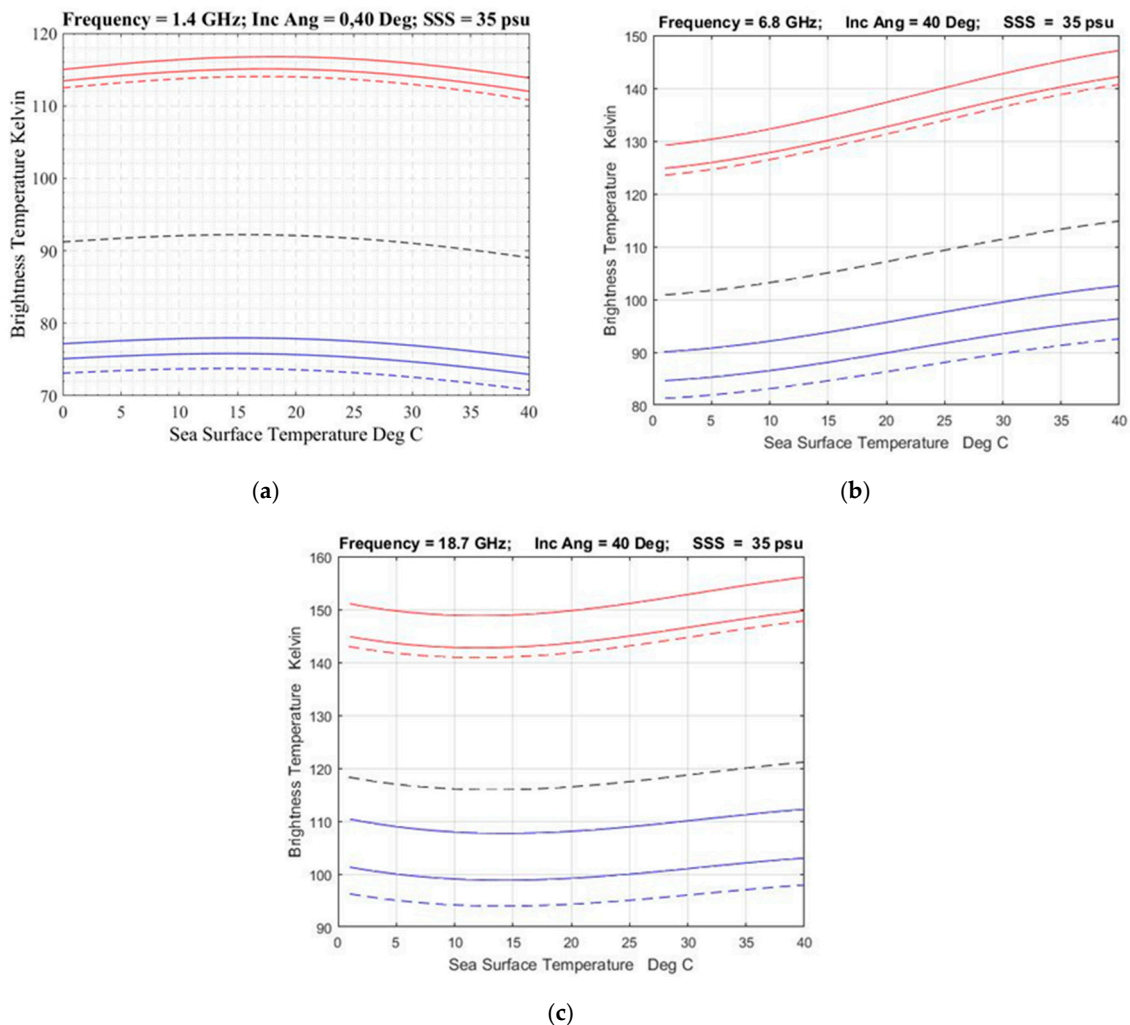 Frequency = 1.4 GHz; Inc Ang = 0,40 Deg; SSS = 35 psu
120
110
100
90
80
70
Brightness Temperature Kelvin
0 5 10 15 20 25 30 35 40
Sea Surface Temperature Deg C
(a)
Frequency = 6.8 GHz; Inc Ang = 40 Deg; SSS = 35 psu
150
140
130
120
110
100
90
80
Brightness Temperature Kelvin
0 5 10 15 20 25 30 35 40
Sea Surface Temperature Deg C
(b)
Frequency = 18.7 GHz; Inc Ang = 40 Deg; SSS = 35 psu
160
150
140
130
120
110
100
90
Brightness Temperature Kelvin
0 5 10 15 20 25 30 35 40
Sea Surface Temperature Deg C
(c)